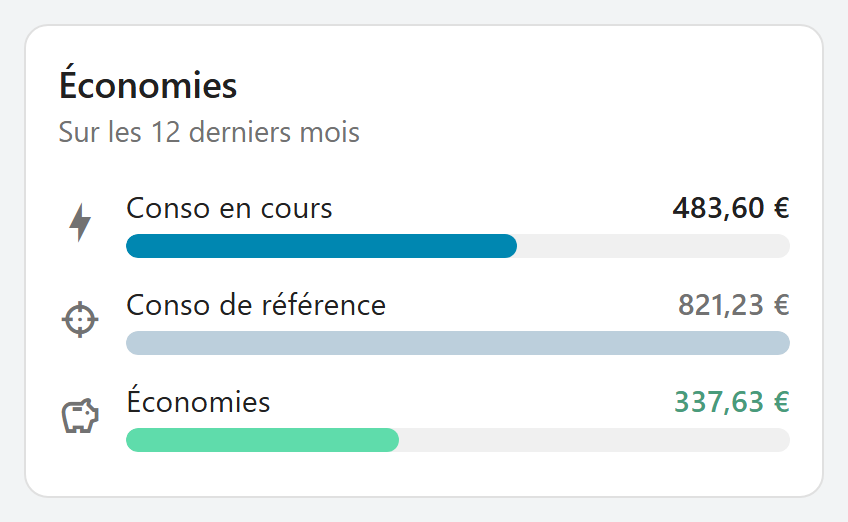 Économies
Sur les 12 derniers mois
Conso en cours 483,60 €
Conso de référence 821,23 €
Économies 337,63 €